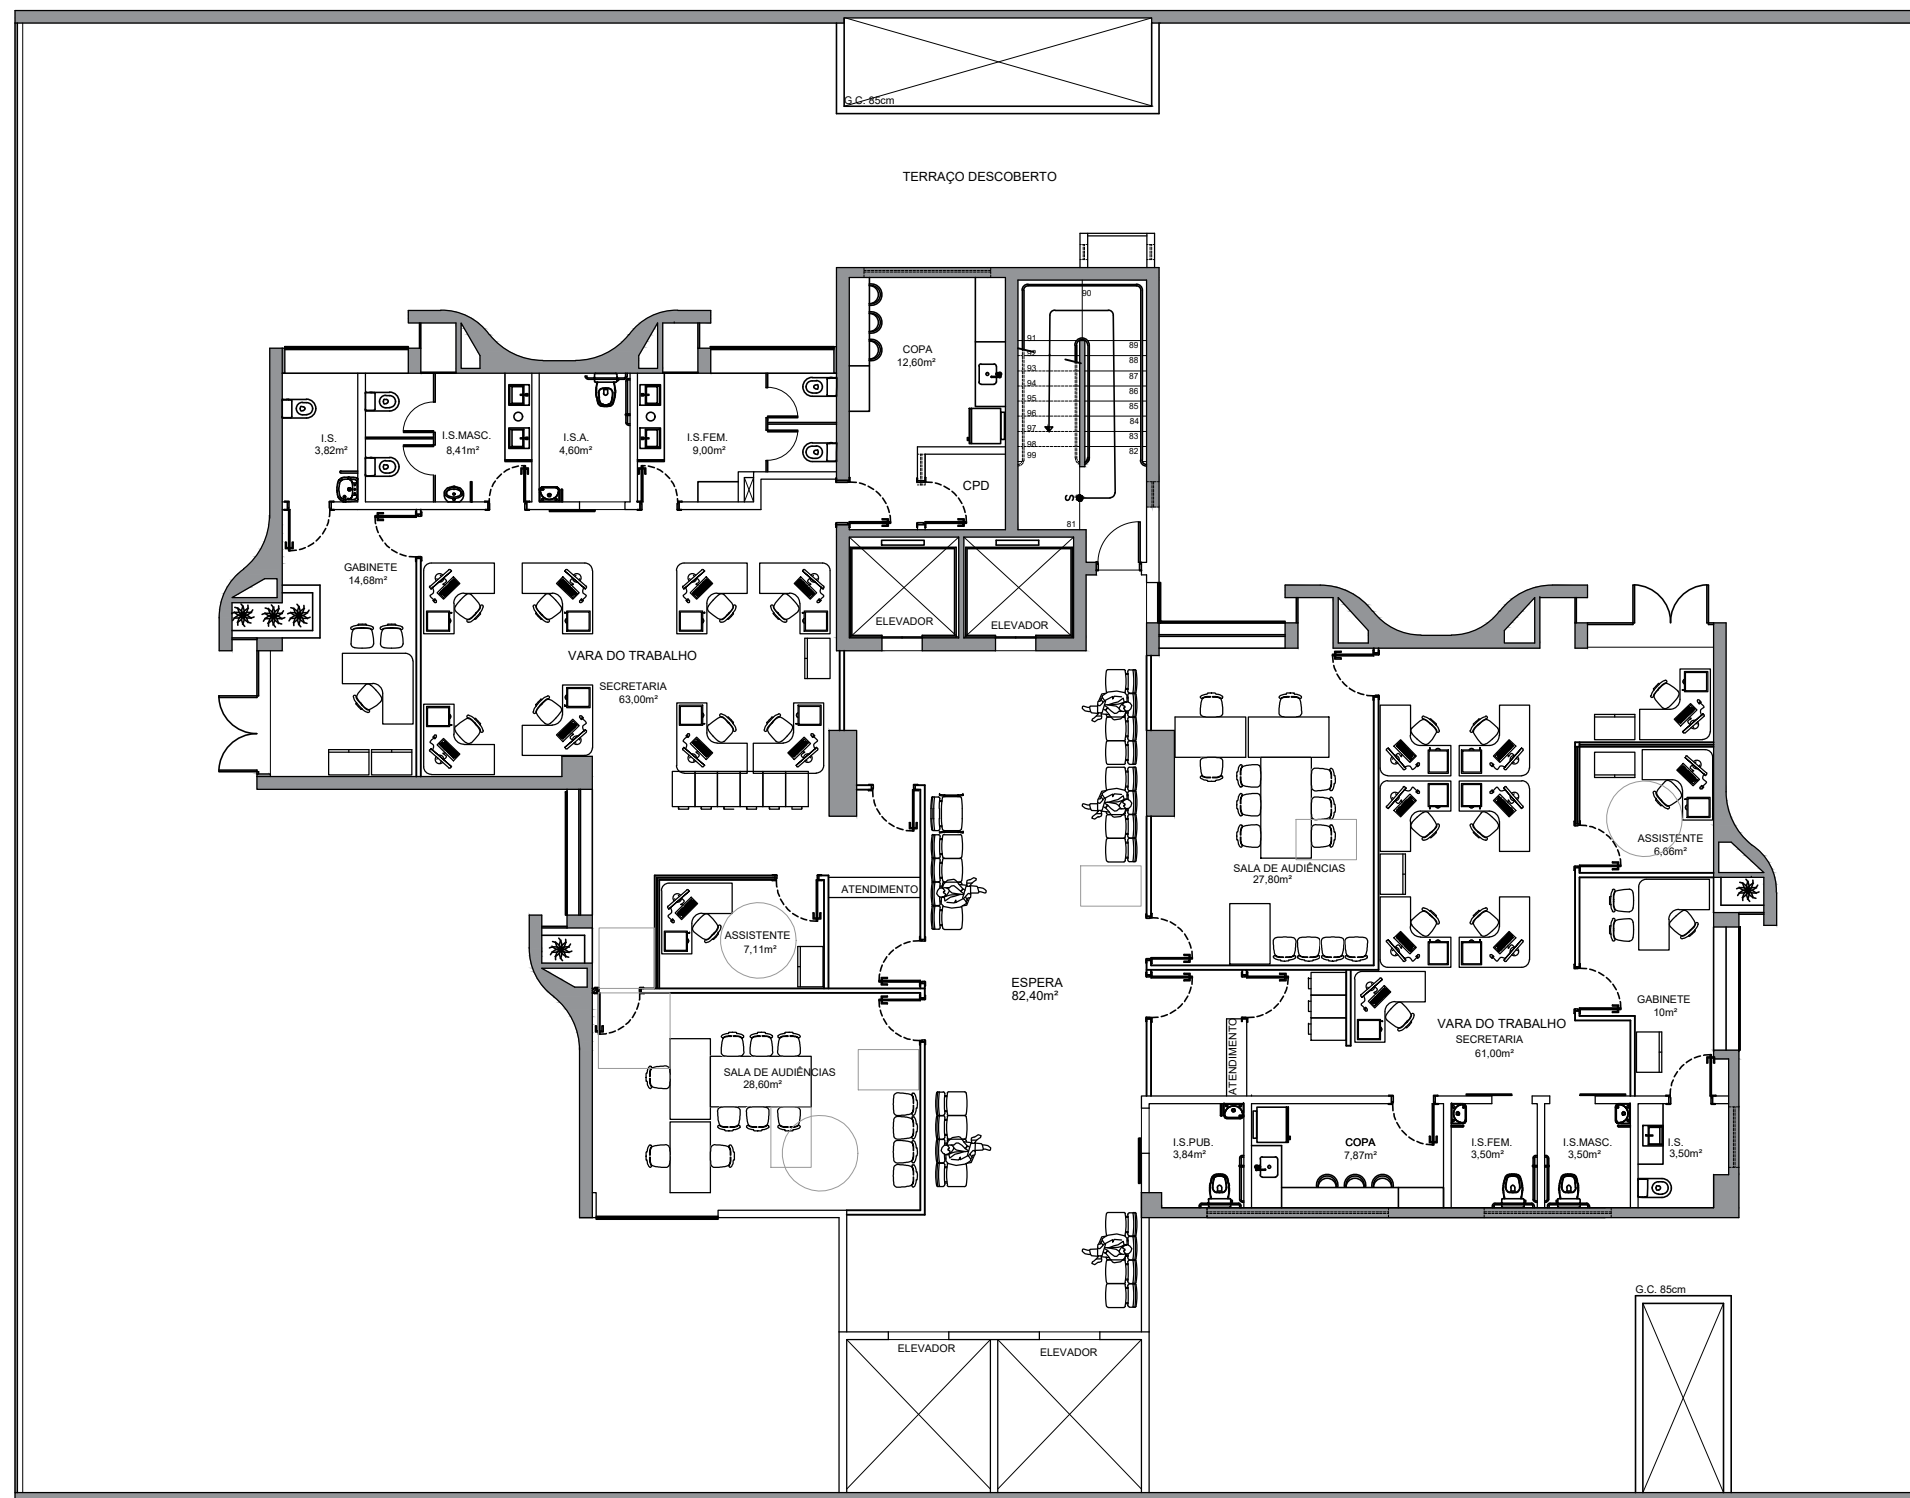 G.C. 85cm
TERRAÇO DESCOBERTO
90
91
92
93
94
95
96
97
98
99
89
88
87
86
85
84
83
82
S
81
COPA
12,60m²
CPD
I.S.
3,82m²
I.S.MASC.
8,41m²
I.S.A.
4,60m²
I.S.FEM.
9,00m²
GABINETE
14,68m²
ELEVADOR
ELEVADOR
VARA DO TRABALHO
SECRETARIA
63,00m²
ATENDIMENTO
ASSISTENTE
7,11m²
SALA DE AUDIÊNCIAS
28,60m²
ESPERA
82,40m²
SALA DE AUDIÊNCIAS
27,80m²
ASSISTENTE
6,66m²
GABINETE
10m²
VARA DO TRABALHO
SECRETARIA
61,00m²
ATENDIMENTO
I.S.PUB.
3,84m²
COPA
7,87m²
I.S.FEM.
3,50m²
I.S.MASC.
3,50m²
I.S.
3,50m²
G.C. 85cm
ELEVADOR
ELEVADOR